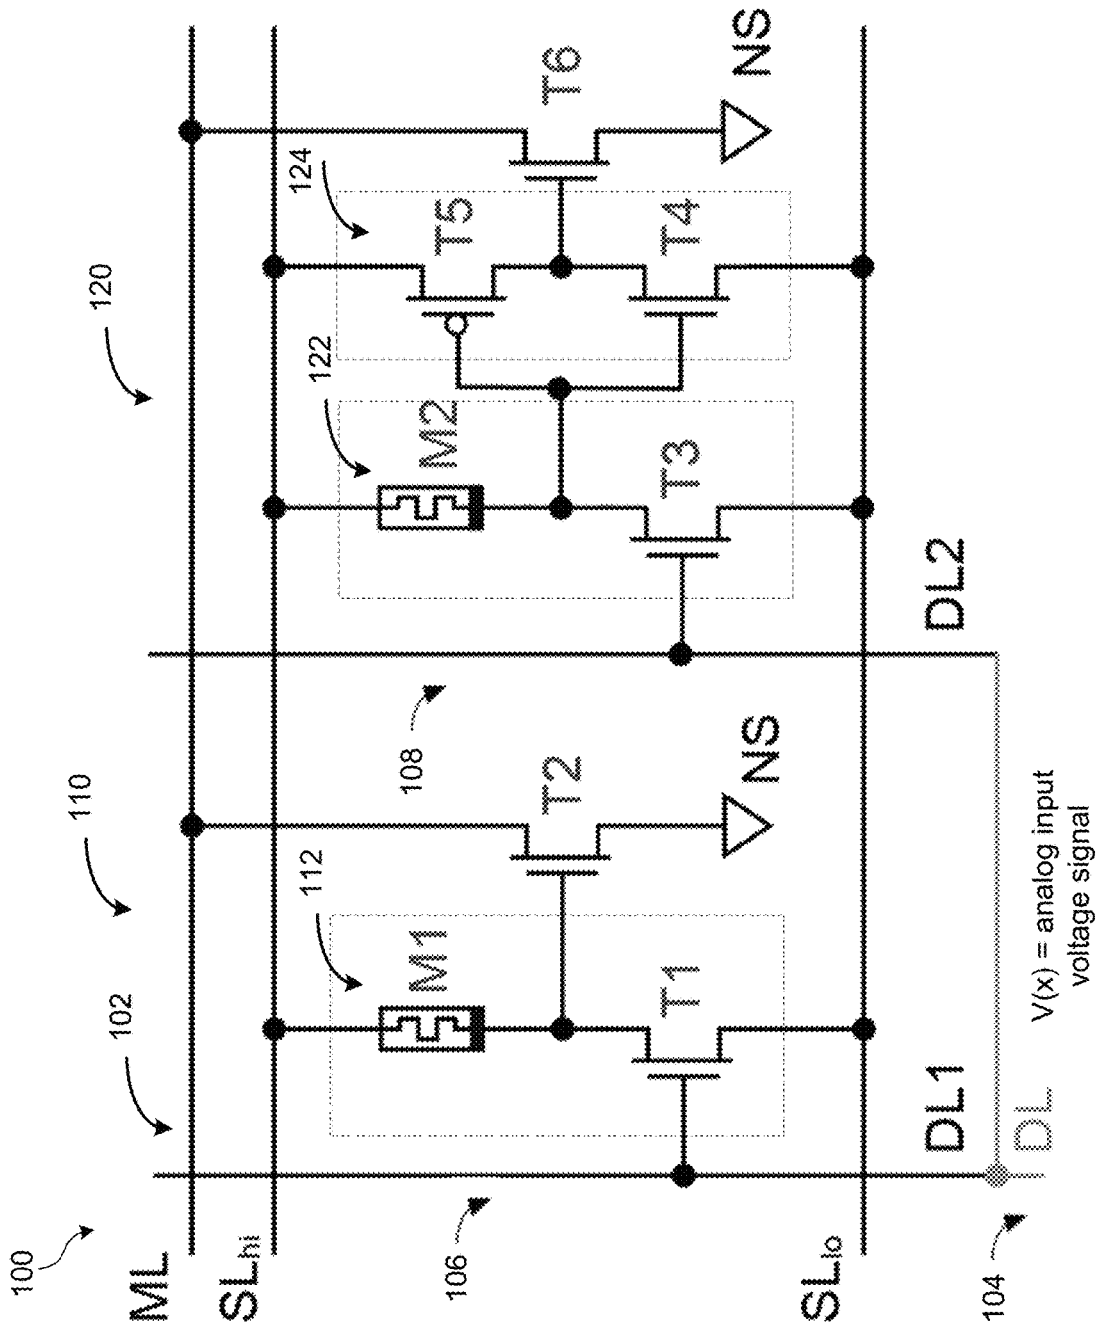 100
102
110
120
ML
SLhi
112
M1
T1
T2
NS
106
108
122
M2
T3
124
T5
T4
T6
NS
SLlo
DL1
DL2
104
DL
V(x) = analog input
voltage signal